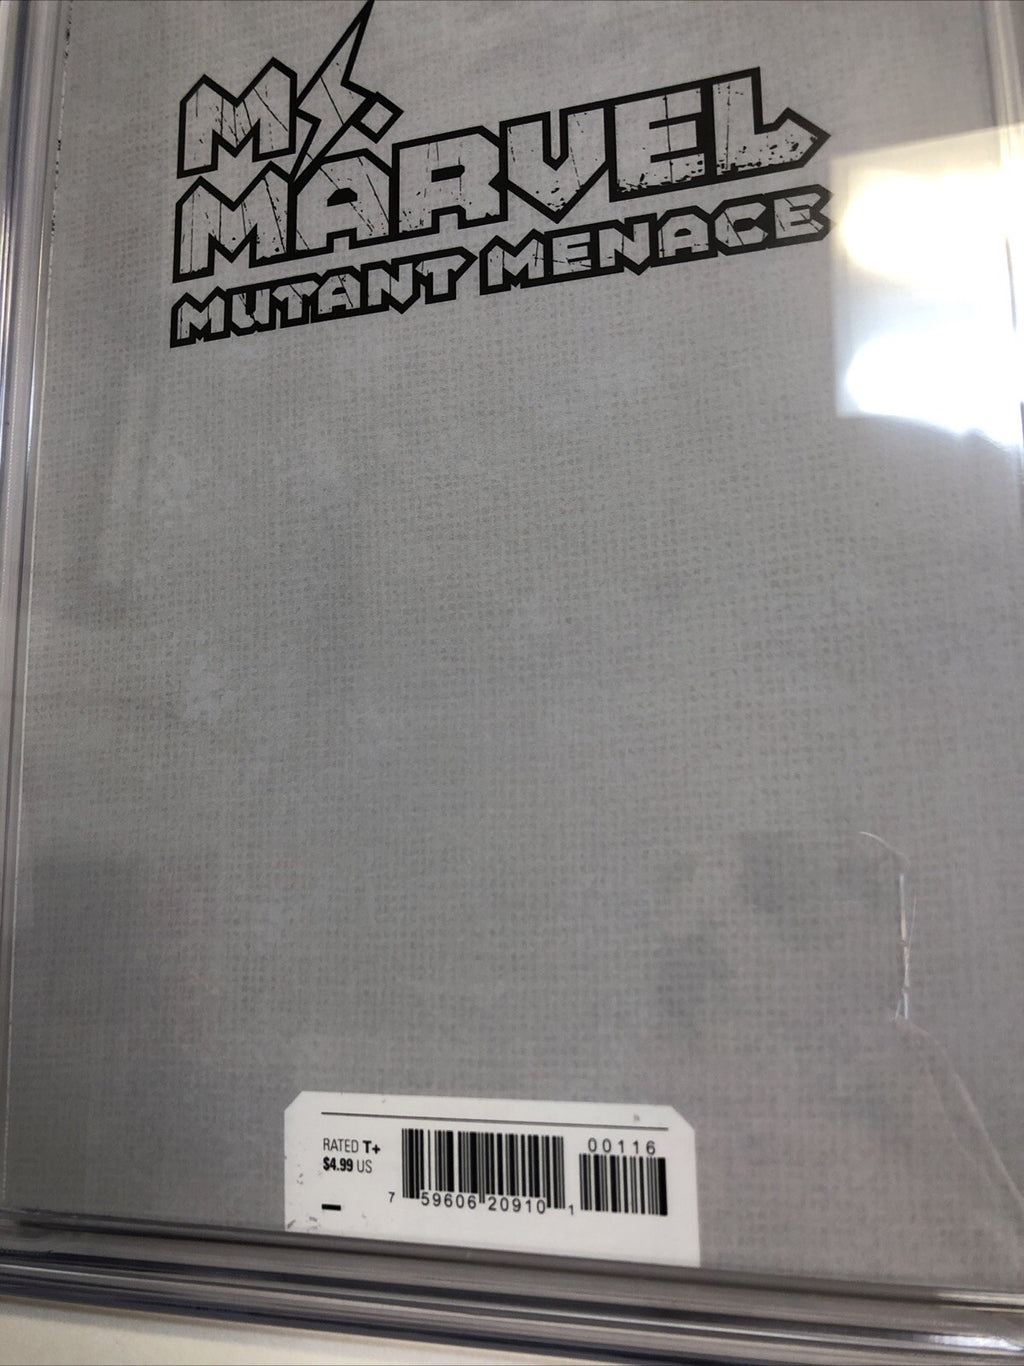 MS.
MARVEL
MUTANT MENACE
RATED T+
$4.99 US
00116
7 59606 20910 1